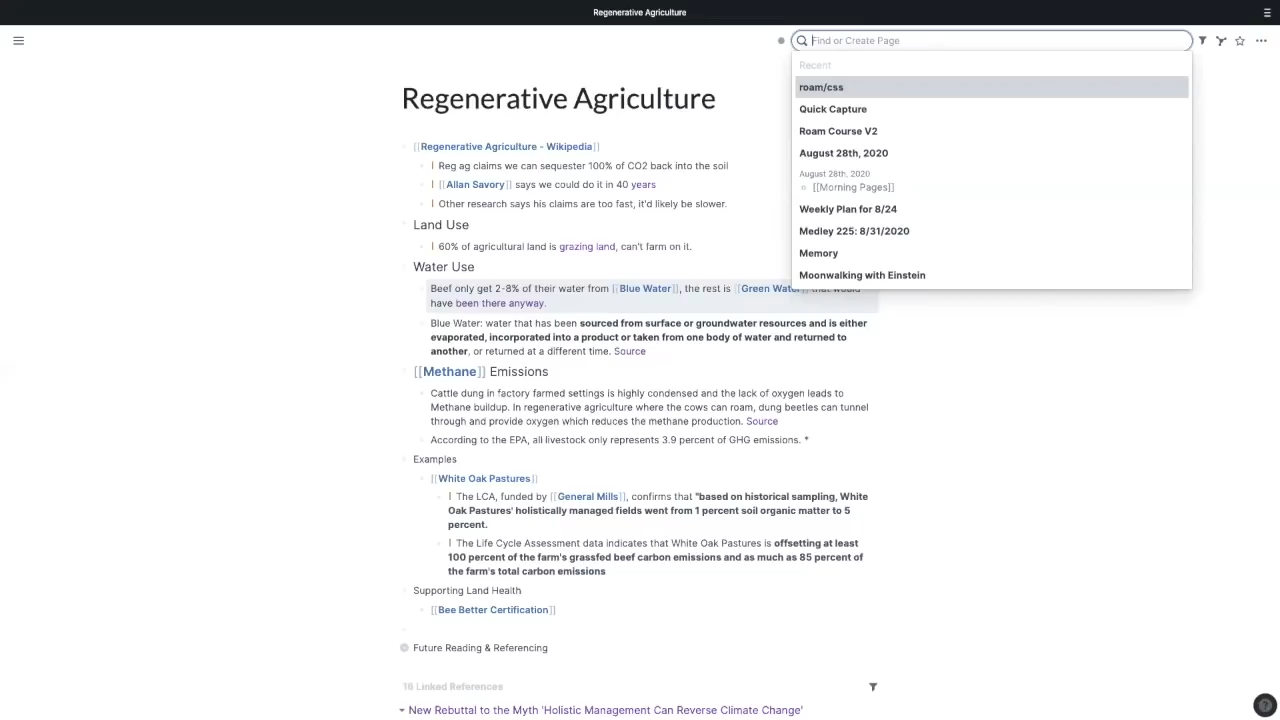 Regenerative Agriculture
Find or Create Page
Recent
roam/css
Quick Capture
Roam Course V2
August 28th, 2020
August 28th, 2020
[[Morning Pages]]
Weekly Plan for 8/24
Medley 225: 8/31/2020
Memory
Moonwalking with Einstein
Regenerative Agriculture
[[Regenerative Agriculture - Wikipedia]]
| Reg ag claims we can sequester 100% of CO2 back into the soil
| [[Allan Savory]] says we could do it in 40 years
| Other research says his claims are too fast, it'd likely be slower.
Land Use
| 60% of agricultural land is grazing land, can't farm on it.
Water Use
Beef only get 2-8% of their water from [[Blue Water]], the rest is [[Green Water]] that would
have been there anyway.
Blue Water: water that has been sourced from surface or groundwater resources and is either
evaporated, incorporated into a product or taken from one body of water and returned to
another, or returned at a different time. Source
[[Methane]] Emissions
Cattle dung in factory farmed settings is highly condensed and the lack of oxygen leads to
Methane buildup. In regenerative agriculture where the cows can roam, dung beetles can tunnel
through and provide oxygen which reduces the methane production. Source
According to the EPA, all livestock only represents 3.9 percent of GHG emissions. *
Examples
[[White Oak Pastures]]
| The LCA, funded by [[General Mills]], confirms that "based on historical sampling, White
Oak Pastures' holistically managed fields went from 1 percent soil organic matter to 5
percent.
| The Life Cycle Assessment data indicates that White Oak Pastures is offsetting at least
100 percent of the farm's grassfed beef carbon emissions and as much as 85 percent of
the farm's total carbon emissions
Supporting Land Health
[[Bee Better Certification]]
Future Reading & Referencing
16 Linked References
New Rebuttal to the Myth 'Holistic Management Can Reverse Climate Change'